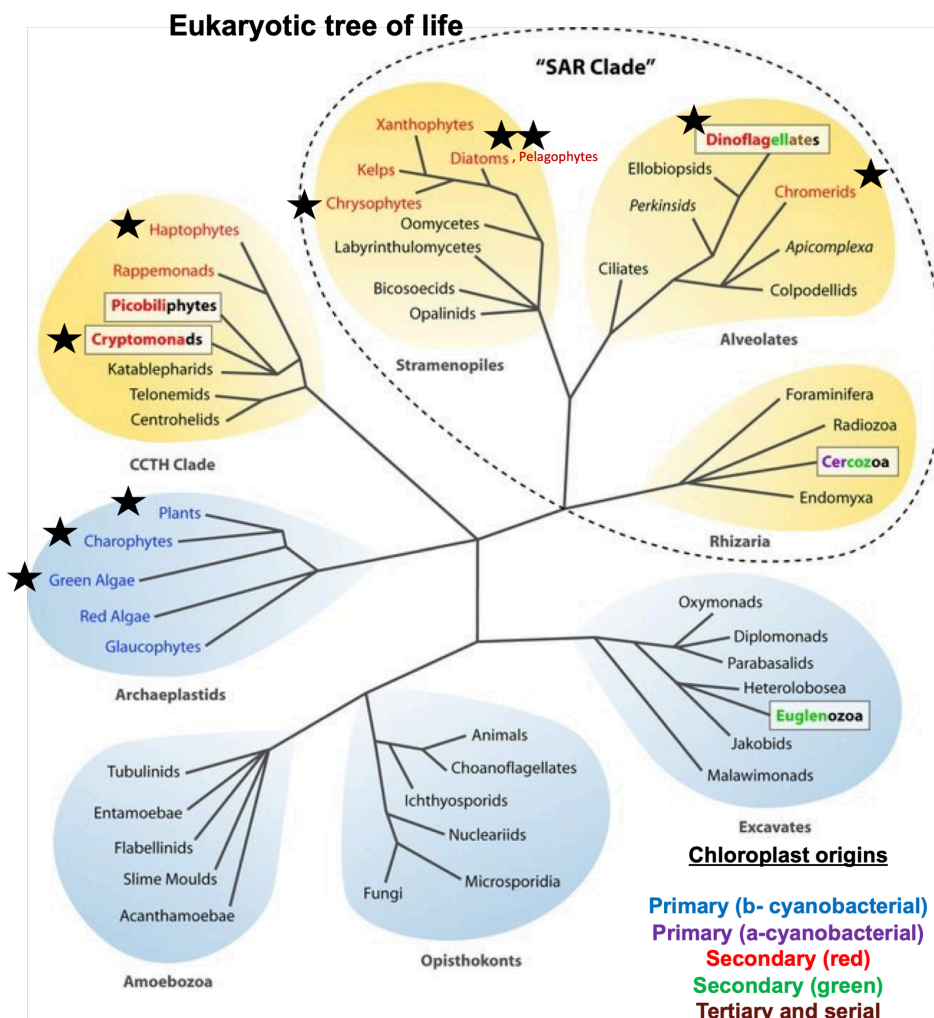 Eukaryotic tree of life
“SAR Clade”
Xanthophytes
Diatoms , Pelagophytes
Kelps
Chrysophytes
Oomycetes
Labyrinthulomycetes
Bicosoecids
Opalinids
Stramenopiles
Dinoflagellates
Ellobiopsids
Perkinsids
Chromerids
Ciliates
Apicomplexa
Colpodellids
Alveolates
Haptophytes
Rappemonads
Picobiliphytes
Cryptomonads
Katablepharids
Telonemids
Centrohelids
CCTH Clade
Foraminifera
Radiozoa
Cercozoa
Endomyxa
Rhizaria
Plants
Charophytes
Green Algae
Red Algae
Glaucophytes
Archaeplastids
Oxymonads
Diplomonads
Parabasalids
Heterolobosea
Euglenozoa
Jakobids
Malawimonads
Excavates
Tubulinids
Entamoebae
Flabellinids
Slime Moulds
Acanthamoebae
Amoebozoa
Animals
Choanoflagellates
Ichthyosporids
Nucleariids
Microsporidia
Fungi
Opisthokonts
Chloroplast origins
Primary (b- cyanobacterial)
Primary (a-cyanobacterial)
Secondary (red)
Secondary (green)
Tertiary and serial